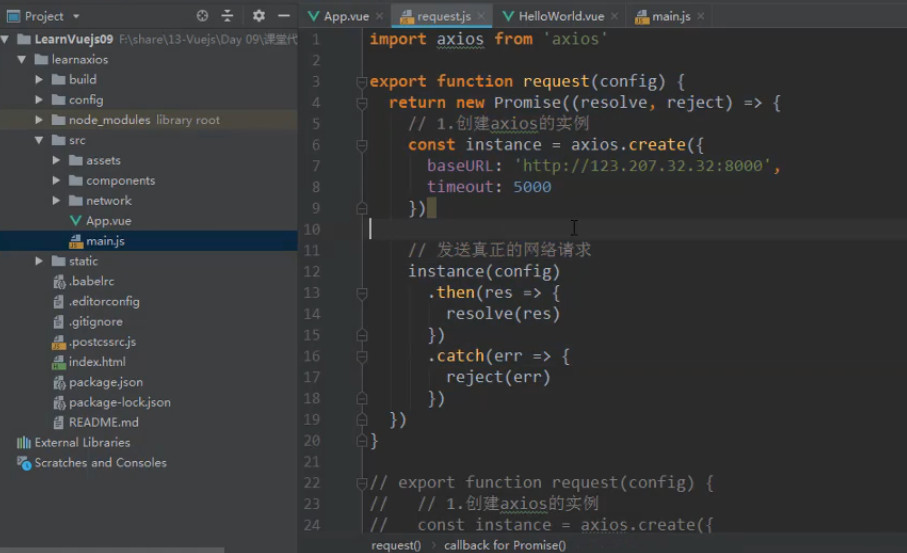 Project
App.vue
request.js
HelloWorld.vue
main.js
LearnVuejs09 F:\share\13-Vuejs\Day 09\课堂代
learnaxios
build
config
node_modules library root
src
assets
components
network
App.vue
main.js
static
.babelrc
.editorconfig
.gitignore
.postcssrc.js
index.html
package.json
package-lock.json
README.md
External Libraries
Scratches and Consoles
1 import axios from 'axios'
2
3 export function request(config) {
4 return new Promise((resolve, reject) => {
5 // 1.创建axios的实例
6 const instance = axios.create({
7 baseURL: 'http://123.207.32.32:8000',
8 timeout: 5000
9 })
10
11 // 发送真正的网络请求
12 instance(config)
13 .then(res => {
14 resolve(res)
15 })
16 .catch(err => {
17 reject(err)
18 })
19 })
20 }
21
22 // export function request(config) {
23 // // 1.创建axios的实例
24 // const instance = axios.create({
request() › callback for Promise()